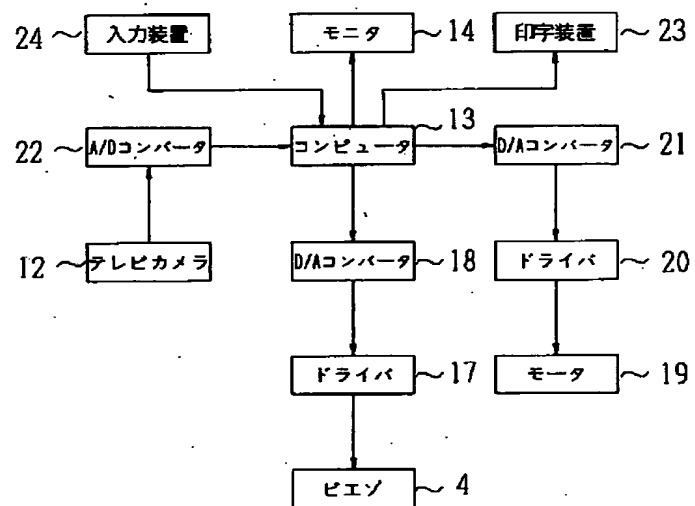 24 入力装置
モニタ 14
印字装置 23
22 A/Dコンバータ
コンピュータ 13
D/Aコンバータ 21
12 テレビカメラ
D/Aコンバータ 18
ドライバ 20
ドライバ 17
モータ 19
ピエゾ 4